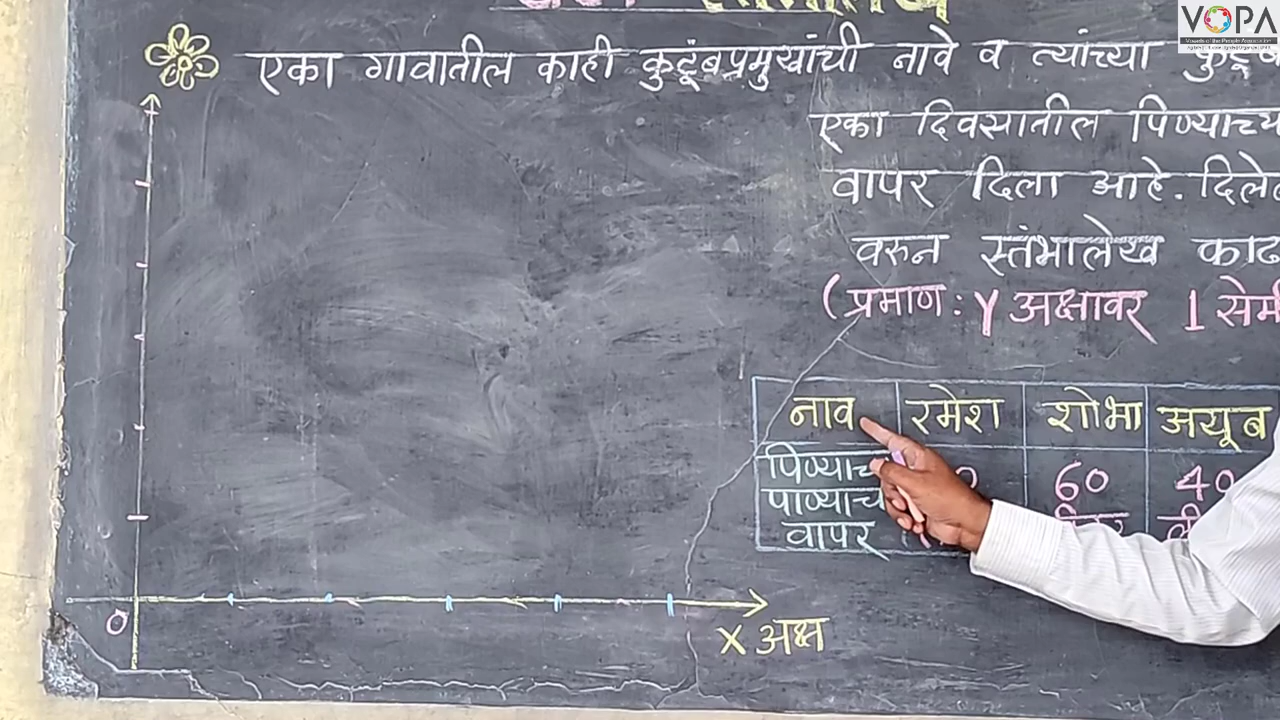 VOPA
एका गावातील काही कुटूंबप्रमुखांची नावे व त्यांच्या
एका दिवसातील पिण्याच्य
वापर दिला आहे. दिलेल
वरुन स्तंभालेख काढ
(प्रमाण : Y अक्षावर 1 सेमी
नाव रमेश शोभा अयूब
पिण्याच 60 40
पाण्याच
वापर
0
X अक्ष